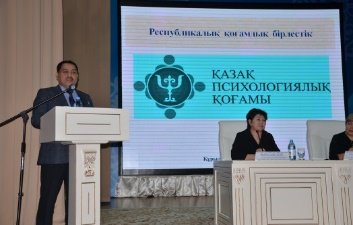 Республикалық қоғамдық бірлестік
ҚАЗАҚ
ПСИХОЛОГИЯЛЫҚ
ҚОҒАМЫ